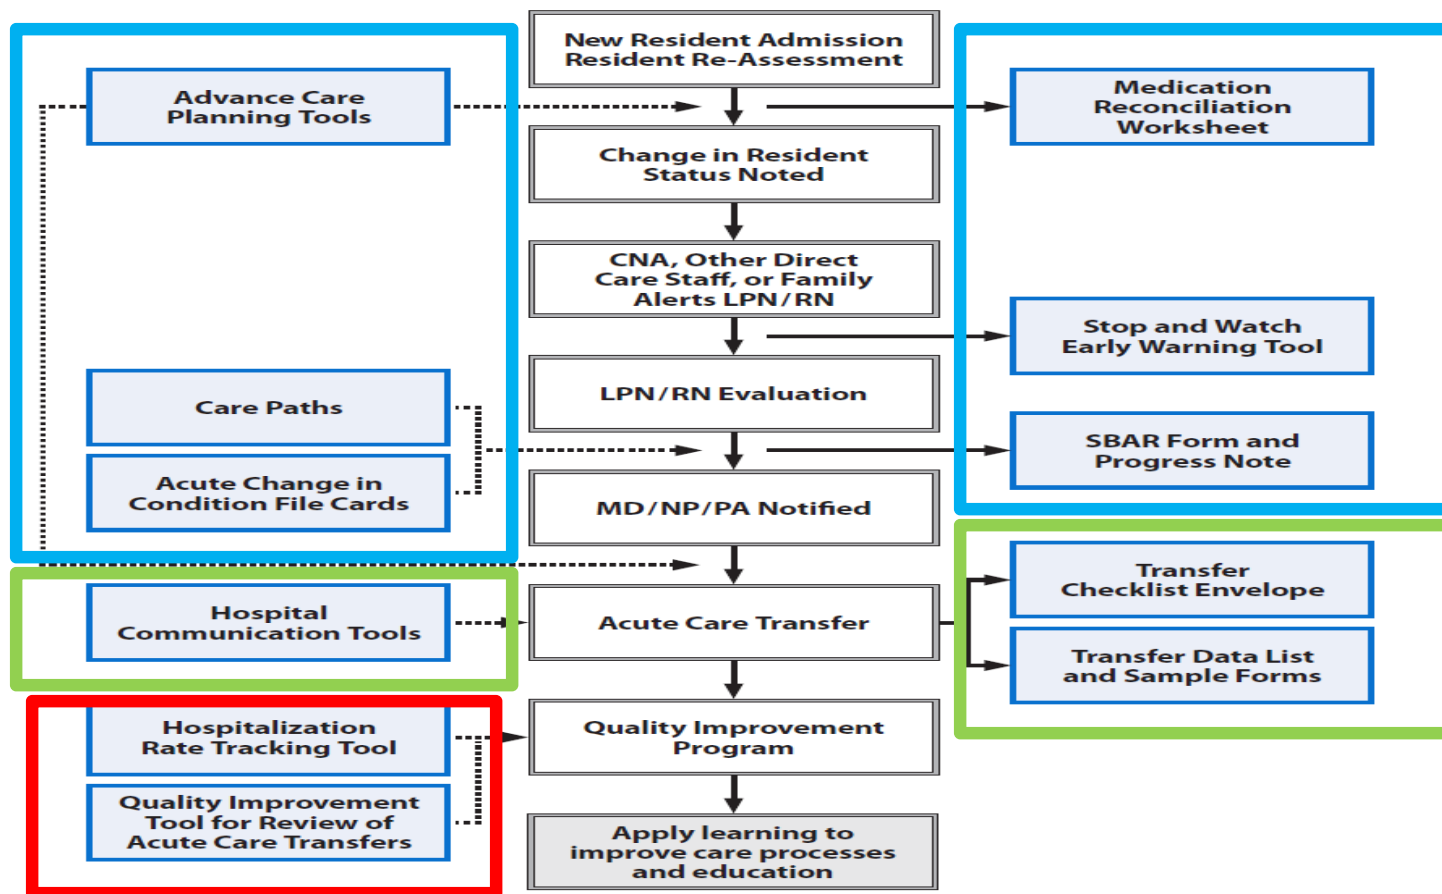 New Resident Admission
Resident Re-Assessment
Advance Care
Planning Tools
Medication
Reconciliation
Worksheet
Change in Resident
Status Noted
CNA, Other Direct
Care Staff, or Family
Alerts LPN/RN
Stop and Watch
Early Warning Tool
Care Paths
LPN/RN Evaluation
SBAR Form and
Progress Note
Acute Change in
Condition File Cards
MD/NP/PA Notified
Transfer
Checklist Envelope
Hospital
Communication Tools
Acute Care Transfer
Transfer Data List
and Sample Forms
Hospitalization
Rate Tracking Tool
Quality Improvement
Program
Quality Improvement
Tool for Review of
Acute Care Transfers
Apply learning to
improve care processes
and education